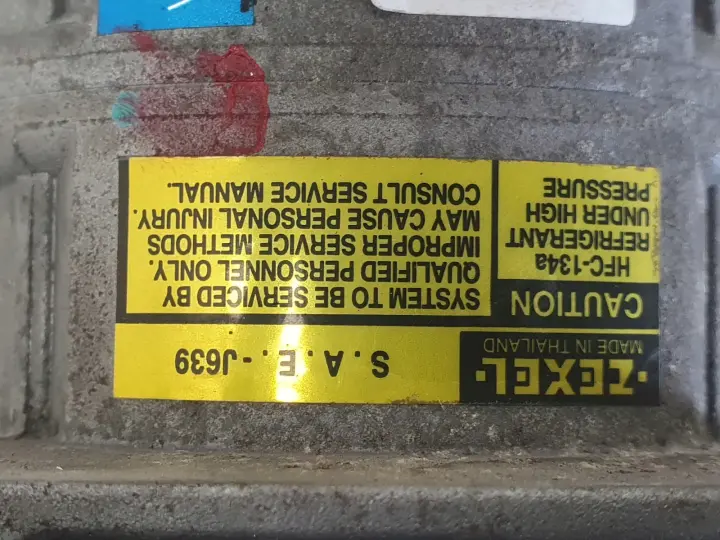 ·ZEXEL·
MADE IN THAILAND
S.A.E.-J639
CAUTION
HFC-134a
REFRIGERANT
UNDER HIGH
PRESSURE
SYSTEM TO BE SERVICED BY
QUALIFIED PERSONNEL ONLY.
IMPROPER SERVICE METHODS
MAY CAUSE PERSONAL INJURY.
CONSULT SERVICE MANUAL.